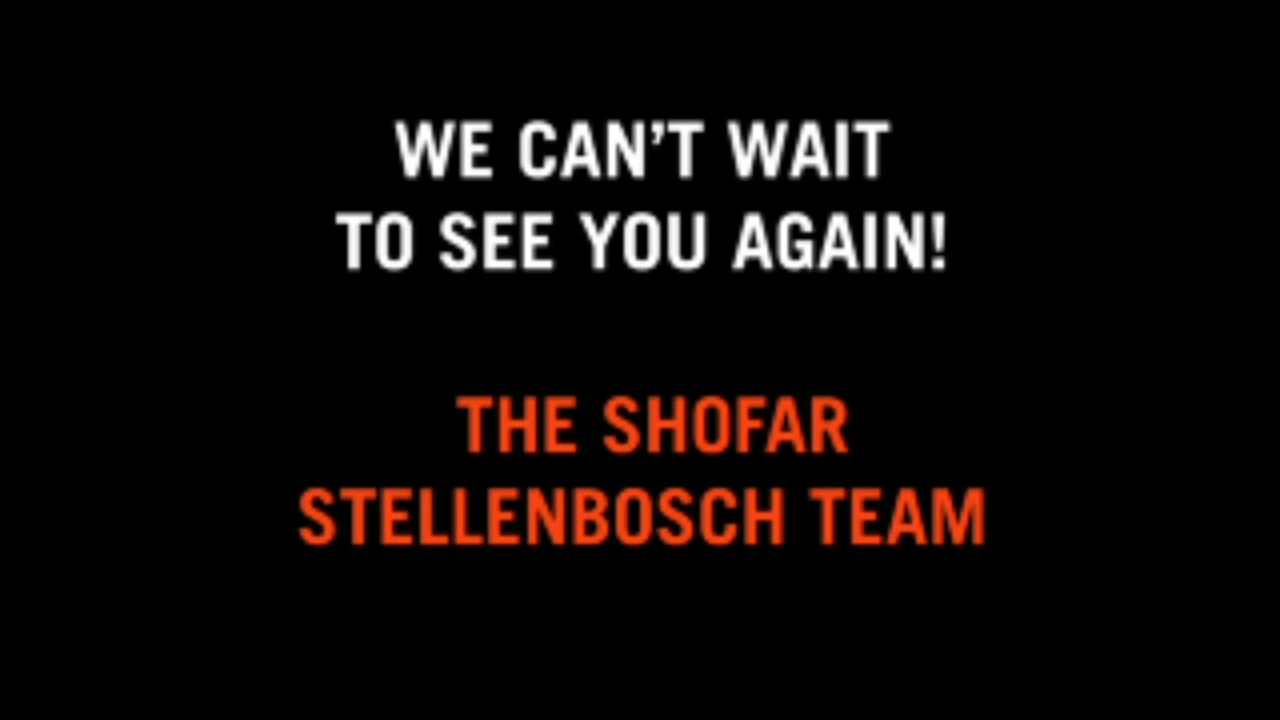 WE CAN’T WAIT
TO SEE YOU AGAIN!
THE SHOFAR
STELLENBOSCH TEAM